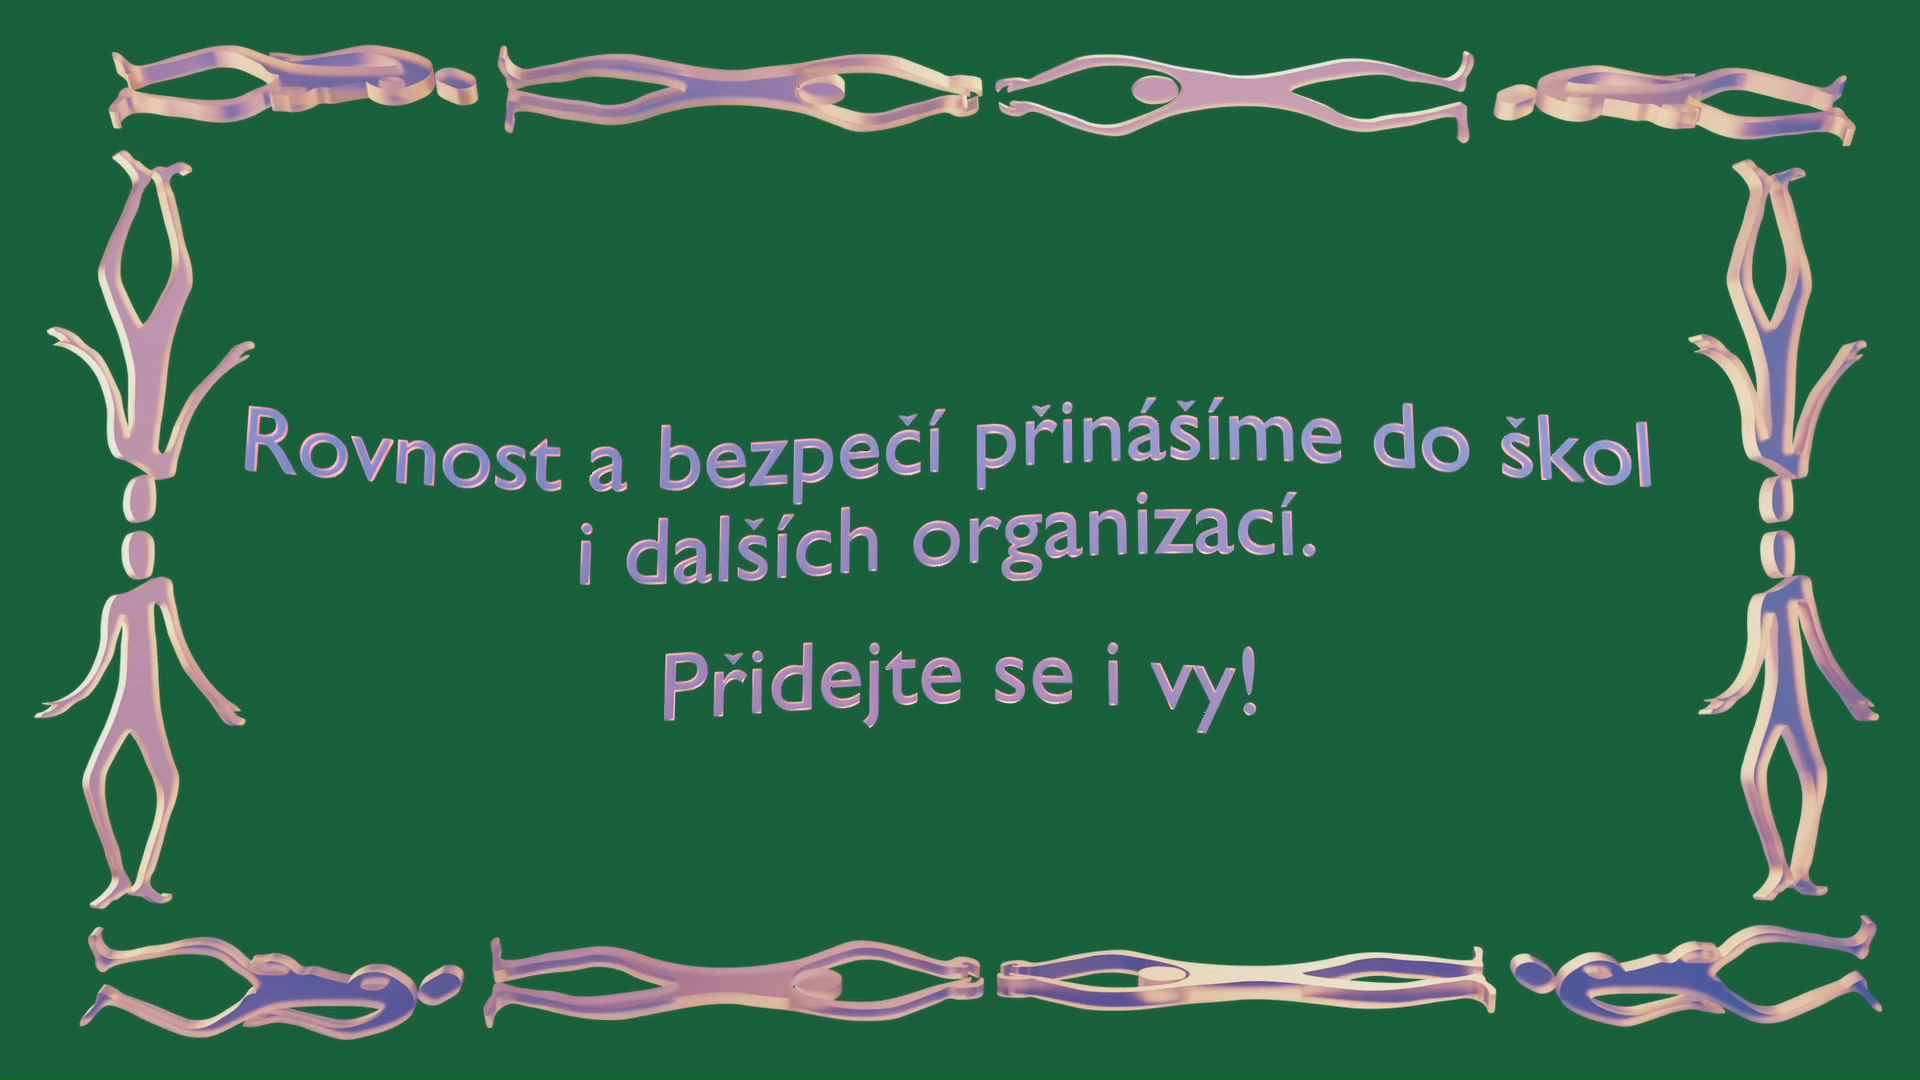 Rovnost a bezpečí přinášíme do škol
i dalších organizací.
Přidejte se i vy!